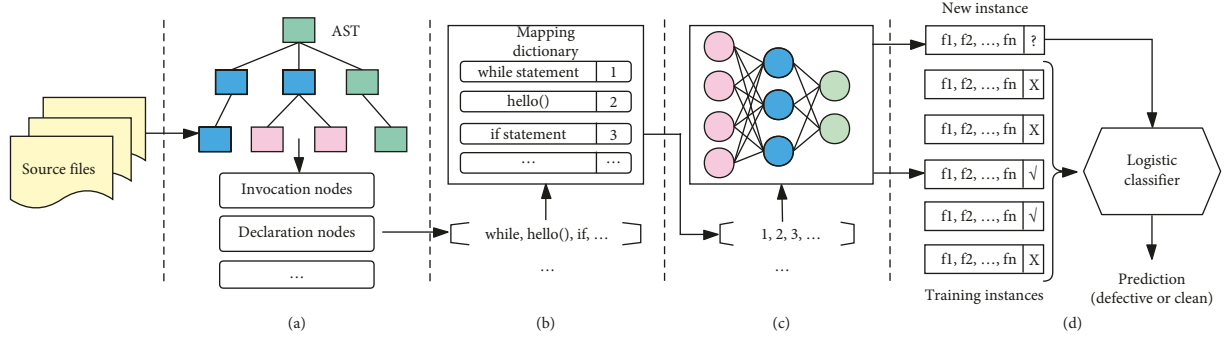 Source files
AST
Invocation nodes
Declaration nodes
…
(a)
Mapping
dictionary
while statement 1
hello() 2
if statement 3
… …
while, hello(), if, …
…
(b)
1, 2, 3, …
…
(c)
New instance
f1, f2, …, fn ?
f1, f2, …, fn X
f1, f2, …, fn X
f1, f2, …, fn √
f1, f2, …, fn √
f1, f2, …, fn X
Training instances
Logistic
classifier
Prediction
(defective or clean)
(d)